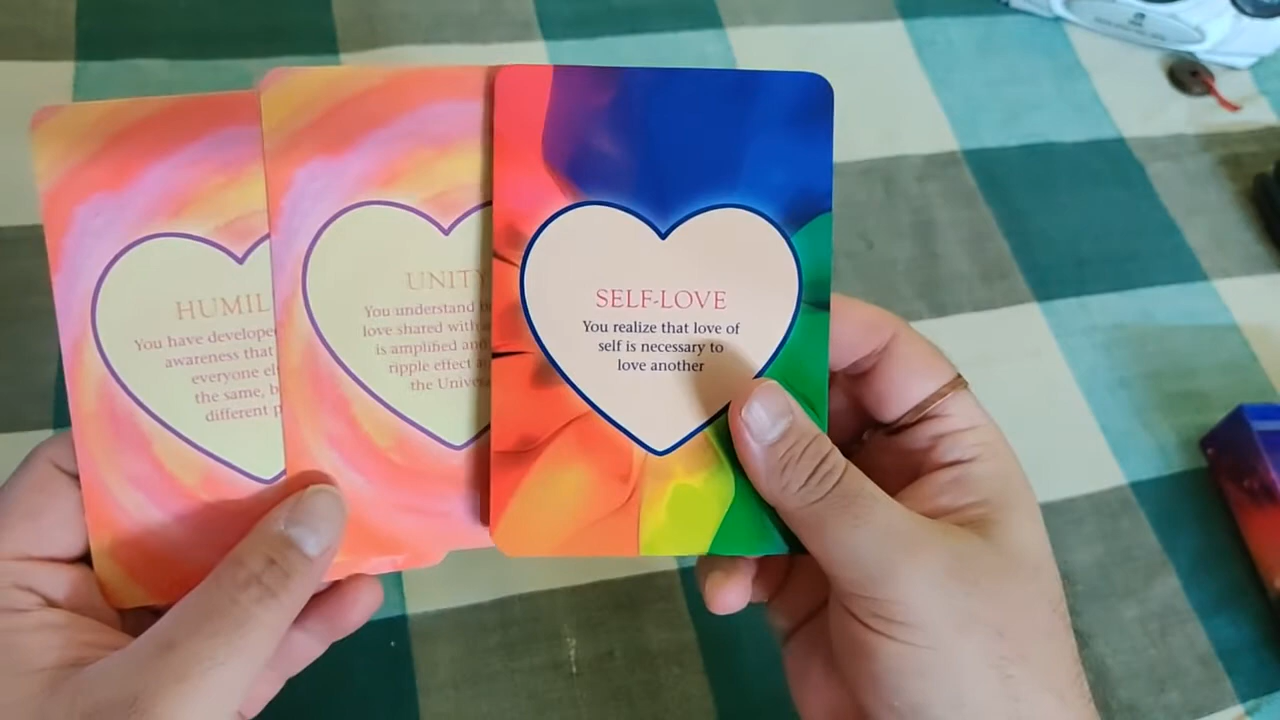 HUMIL
You have develope
awareness that
everyone el
the same, b
different p
UNITY
You understand
love shared with
is amplified and
ripple effect a
the Univer
SELF-LOVE
You realize that love of
self is necessary to
love another